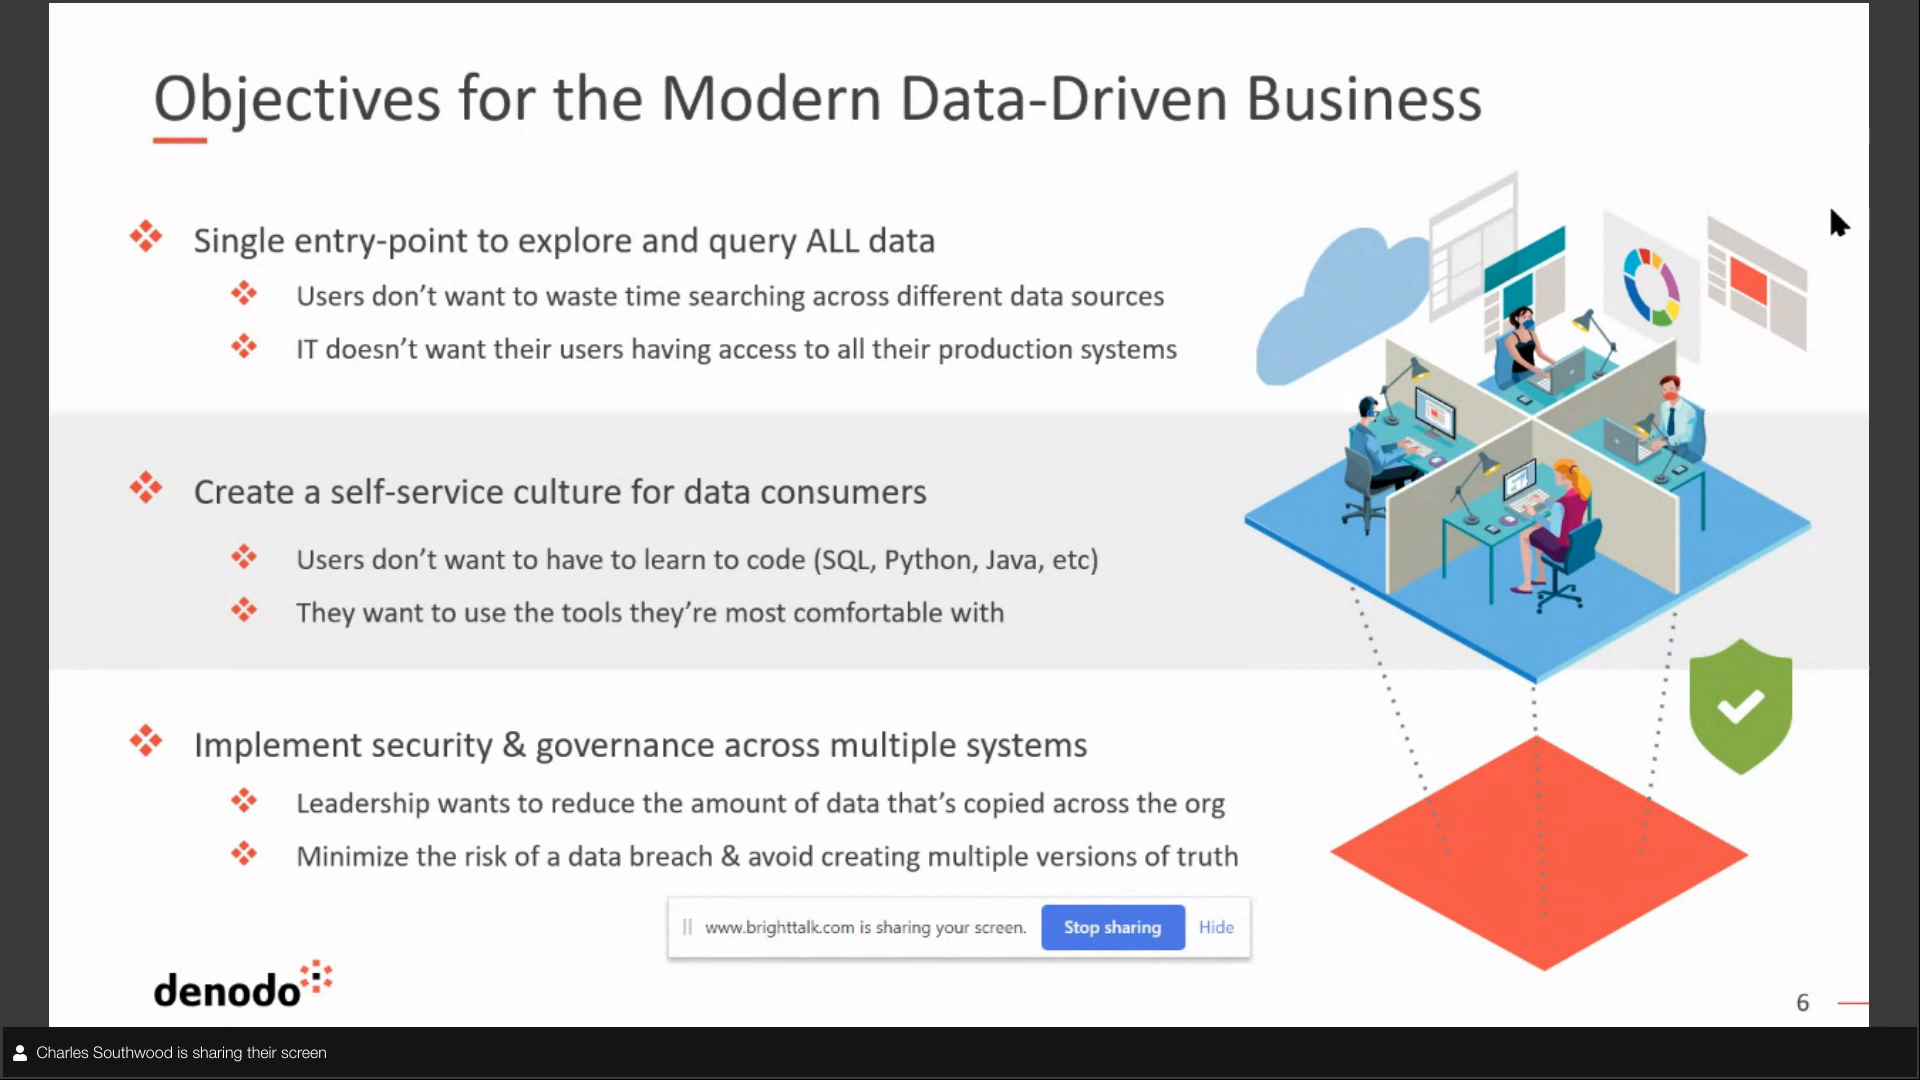 Objectives for the Modern Data-Driven Business
Single entry-point to explore and query ALL data
Users don’t want to waste time searching across different data sources
IT doesn’t want their users having access to all their production systems
Create a self-service culture for data consumers
Users don’t want to have to learn to code (SQL, Python, Java, etc)
They want to use the tools they’re most comfortable with
Implement security & governance across multiple systems
Leadership wants to reduce the amount of data that’s copied across the org
Minimize the risk of a data breach & avoid creating multiple versions of truth
www.brighttalk.com is sharing your screen. Stop sharing Hide
denodo
6
Charles Southwood is sharing their screen